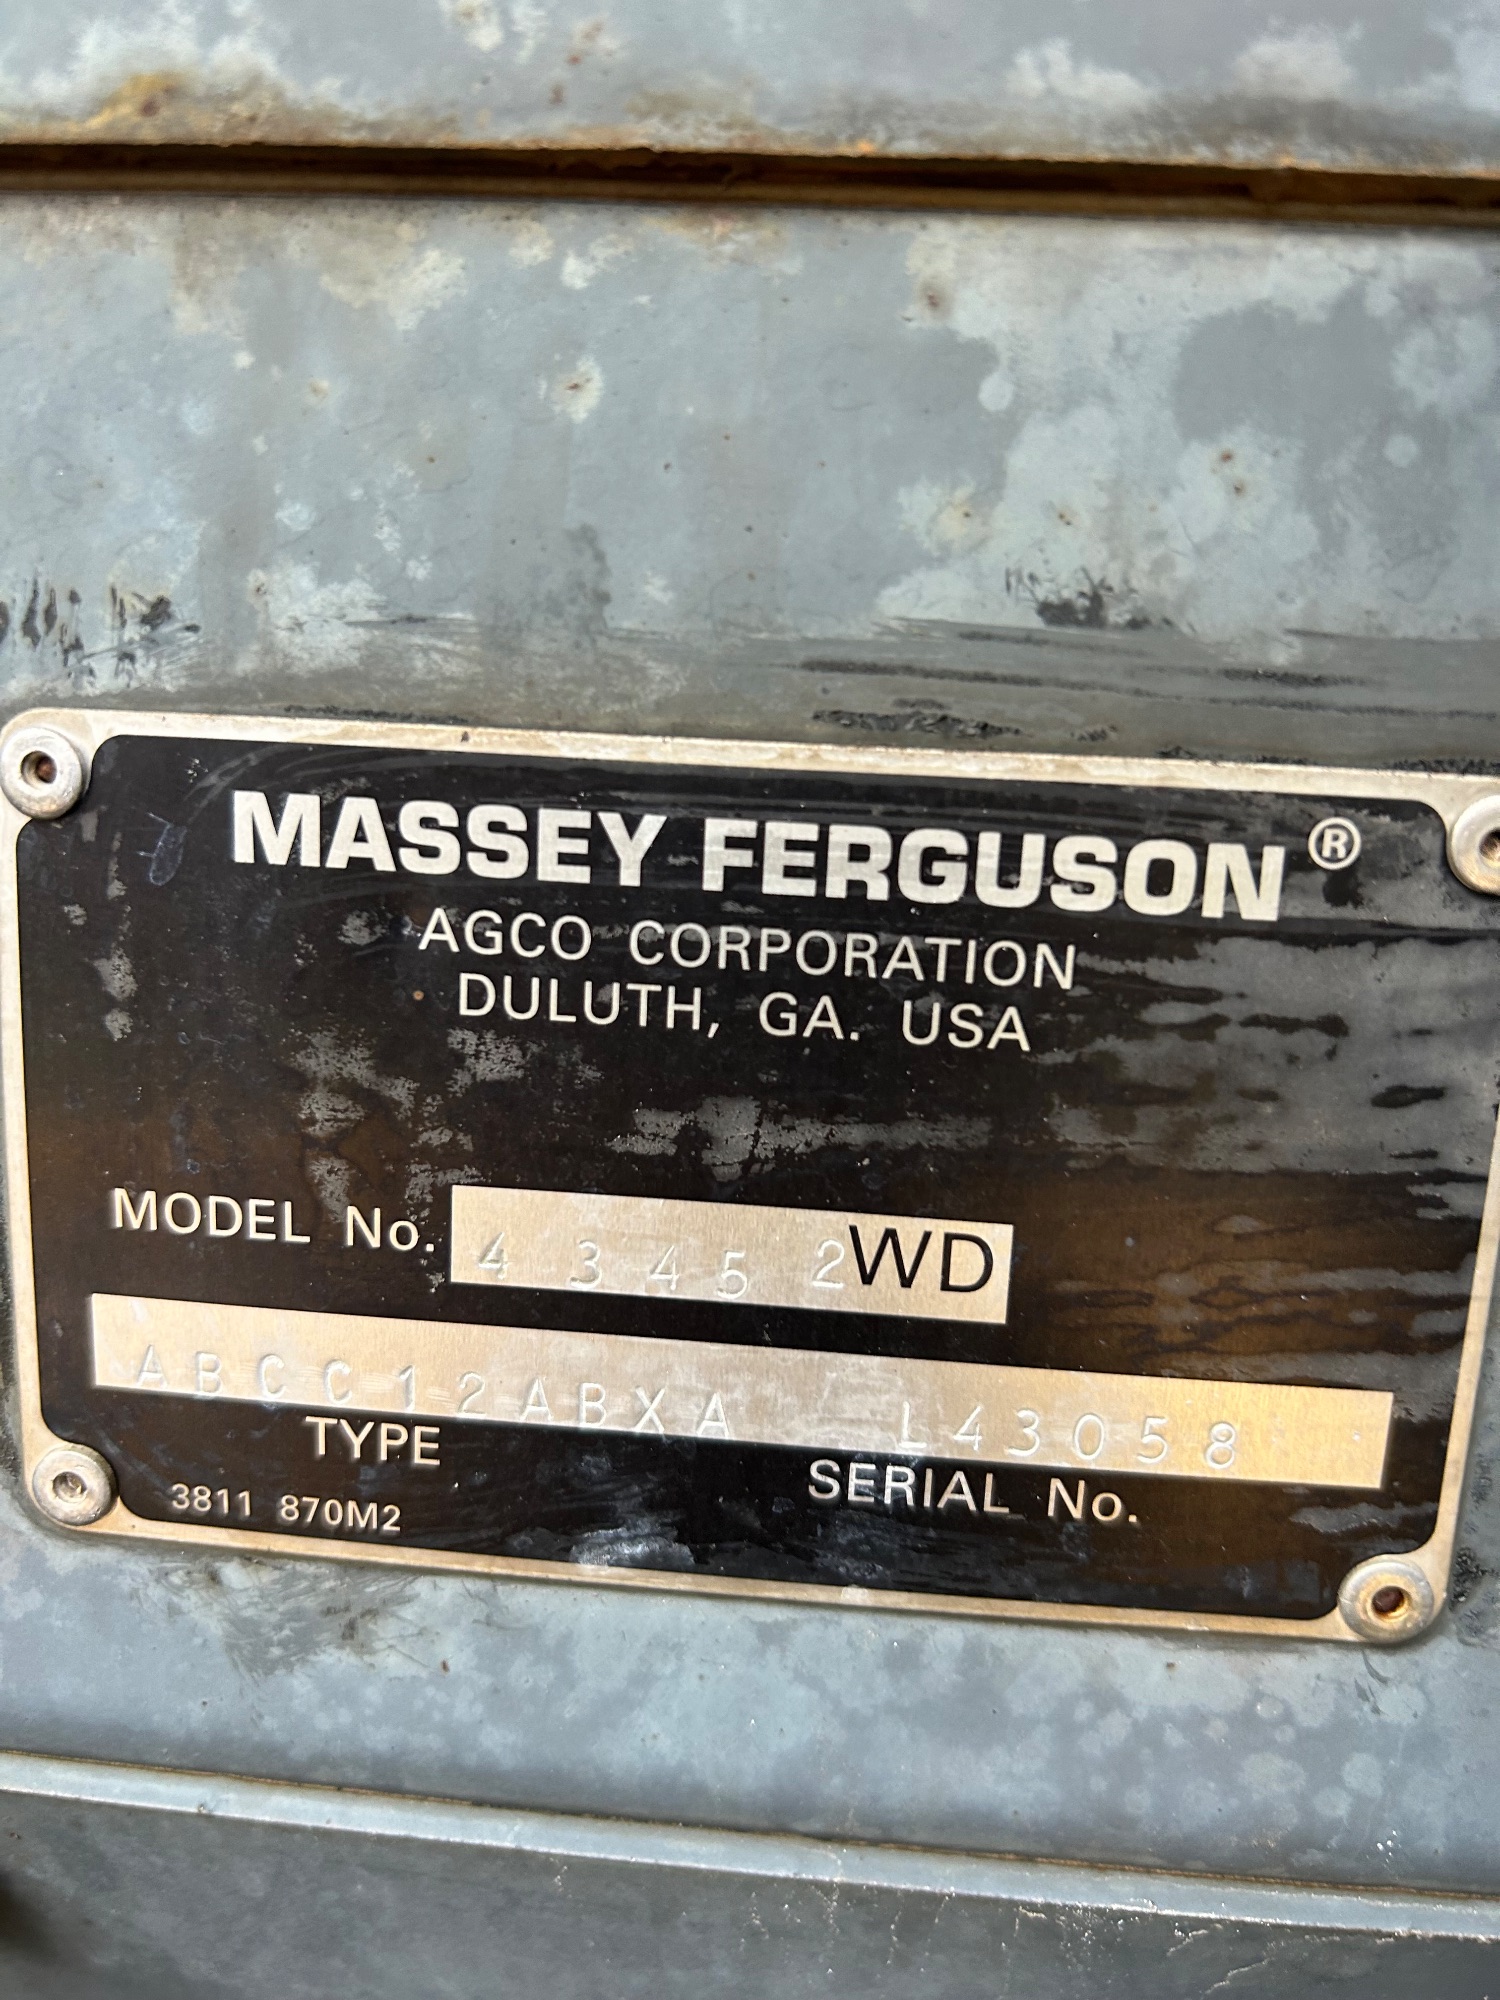 MASSEY FERGUSON ®
AGCO CORPORATION
DULUTH, GA. USA
MODEL No. 4345 2WD
ABCC12ABXA L43058
TYPE SERIAL No.
3811 870M2